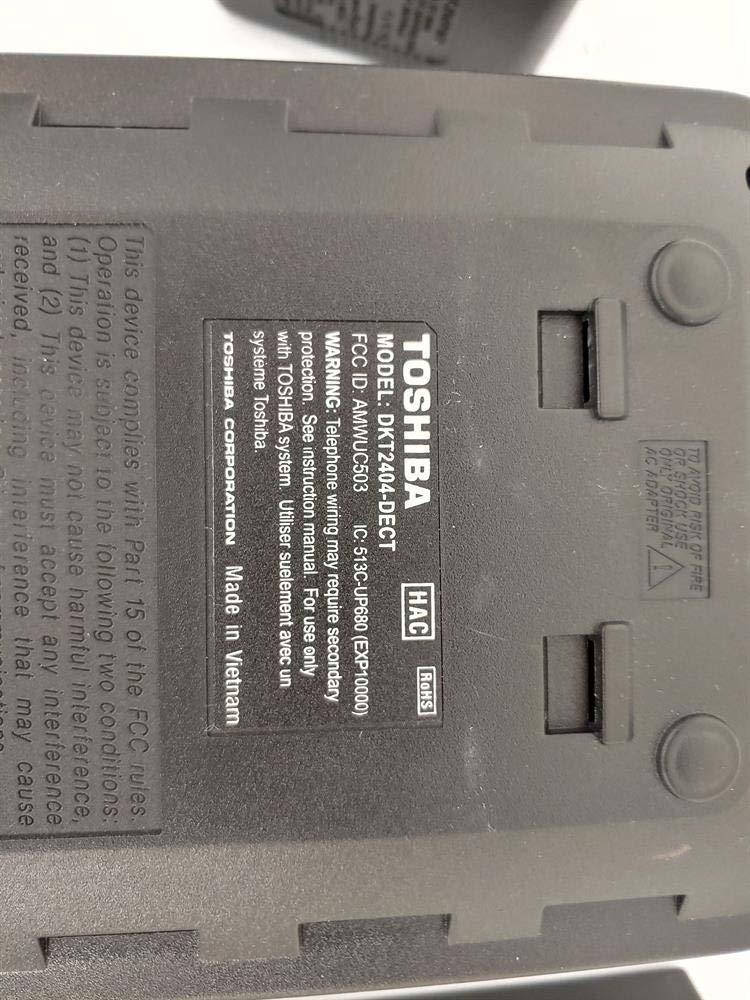 TO AVOID RISK OF FIRE
OR SHOCK USE
ONLY ORIGINAL
AC ADAPTER
TOSHIBA
HAC
RoHS
MODEL: DKT2404-DECT
FCC ID: AMWUC503 IC: 513C-UP680 (EXP10000)
WARNING: Telephone wiring may require secondary
protection. See instruction manual. For use only
with TOSHIBA system. Utiliser suelement avec un
systeme Toshiba.
TOSHIBA CORPORATION Made in Vietnam
This device complies with Part 15 of the FCC rules.
Operation is subject to the following two conditions:
(1) This device may not cause harmful interference,
and (2) This device must accept any interference
received, including interference that may cause